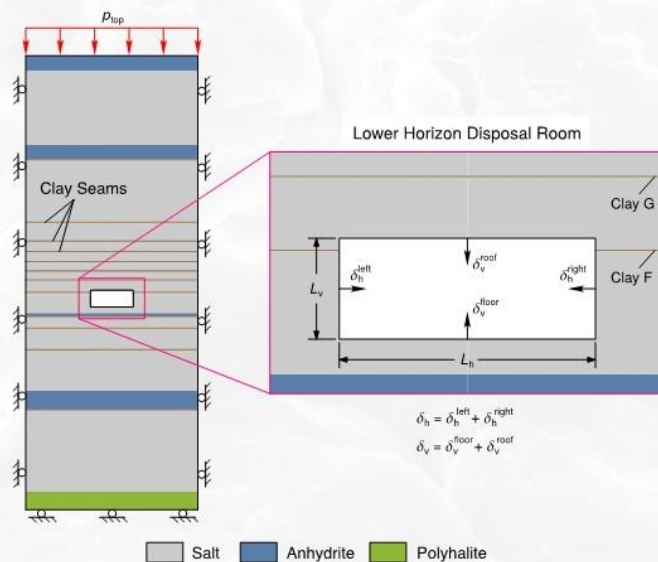 p_top
Lower Horizon Disposal Room
Clay Seams
Clay G
Clay F
δ_v^roof
δ_h^left
δ_h^right
L_v
δ_v^floor
L_h
δ_h = δ_h^left + δ_h^right
δ_v = δ_v^floor + δ_v^roof
Salt Anhydrite Polyhalite